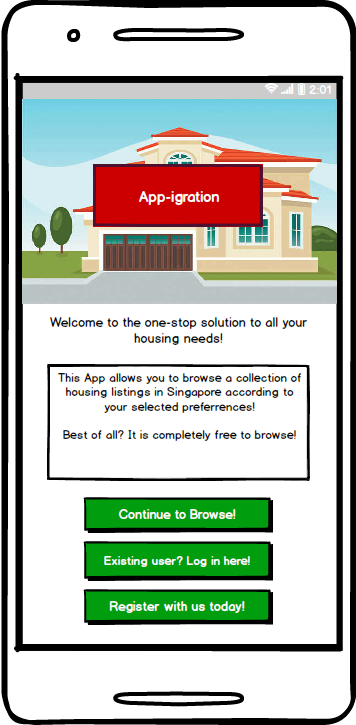 2:01
App-igration
Welcome to the one-stop solution to all your
housing needs!
This App allows you to browse a collection of
housing listings in Singapore according to
your selected preferrences!
Best of all? It is completely free to browse!
Continue to Browse!
Existing user? Log in here!
Register with us today!